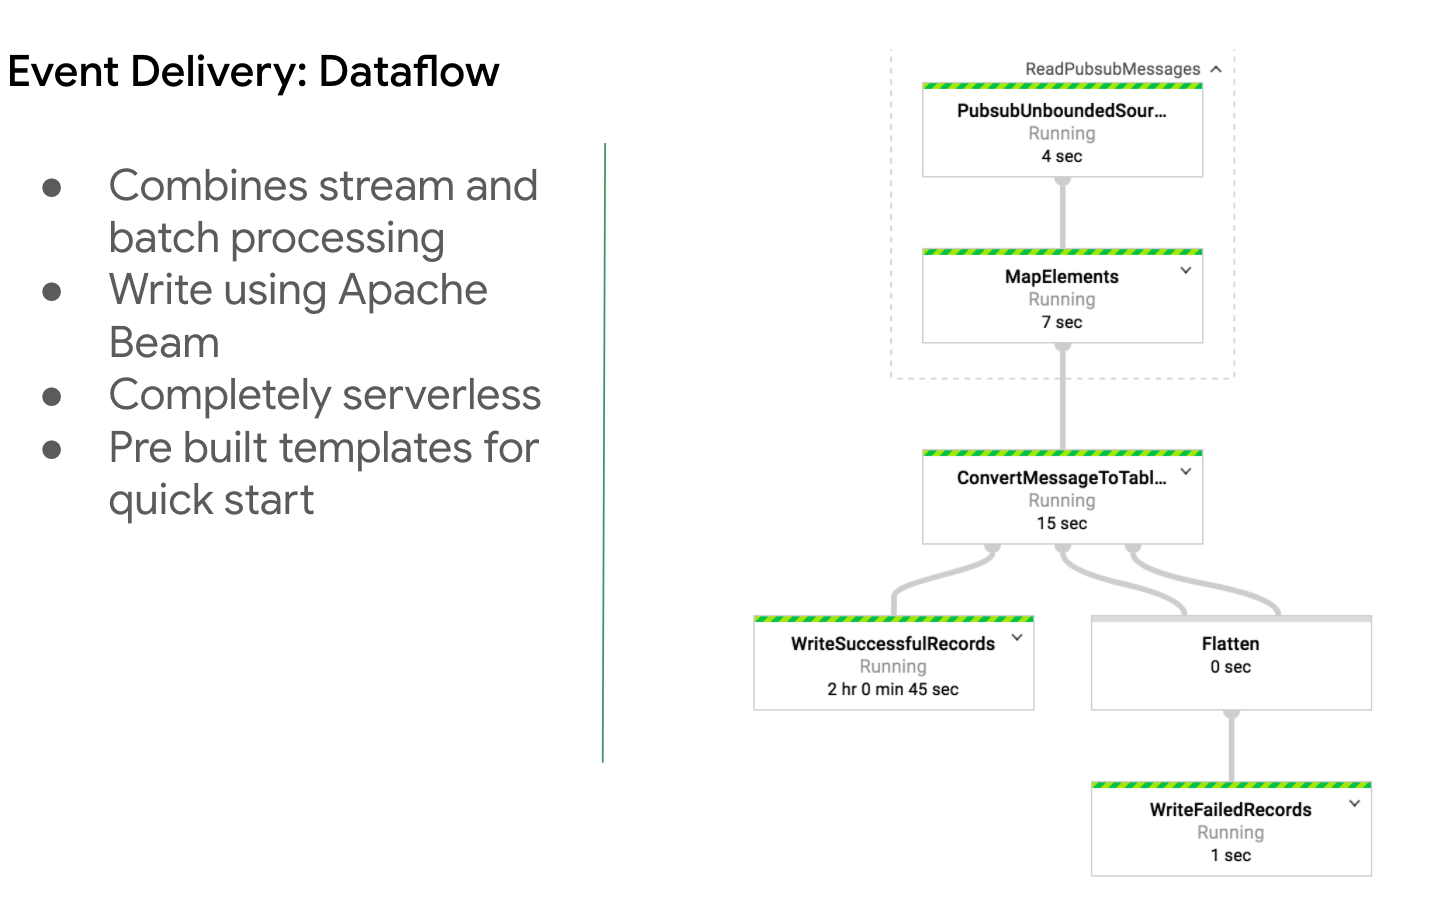 Event Delivery: Dataflow
● Combines stream and
batch processing
● Write using Apache
Beam
● Completely serverless
● Pre built templates for
quick start
ReadPubsubMessages
PubsubUnboundedSour...
Running
4 sec
MapElements
Running
7 sec
ConvertMessageToTabl...
Running
15 sec
WriteSuccessfulRecords
Running
2 hr 0 min 45 sec
Flatten
0 sec
WriteFailedRecords
Running
1 sec